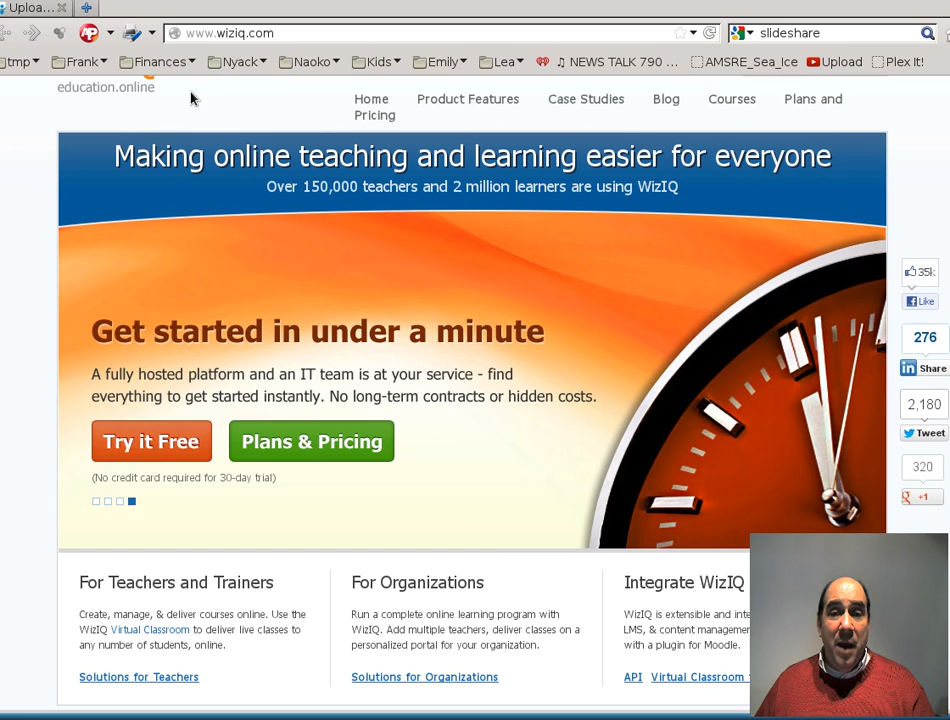 Uploa...
www.wiziq.com
slideshare
tmp Frank Finances Nyack Naoko Kids Emily Lea ♫ NEWS TALK 790 ... AMSRE_Sea_Ice Upload Plex It!
education.online
Home Product Features Case Studies Blog Courses Plans and
Pricing
Making online teaching and learning easier for everyone
Over 150,000 teachers and 2 million learners are using WizIQ
35k
Like
276
Share
2,180
Tweet
320
+1
Get started in under a minute
A fully hosted platform and an IT team is at your service - find
everything to get started instantly. No long-term contracts or hidden costs.
Try it Free Plans & Pricing
(No credit card required for 30-day trial)
For Teachers and Trainers
Create, manage, & deliver courses online. Use the
WizIQ Virtual Classroom to deliver live classes to
any number of students, online.
Solutions for Teachers
For Organizations
Run a complete online learning program with
WizIQ. Add multiple teachers, deliver classes on a
personalized portal for your organization.
Solutions for Organizations
Integrate WizIQ
WizIQ is extensible and inte
LMS, & content managemen
with a plugin for Moodle.
API Virtual Classroom